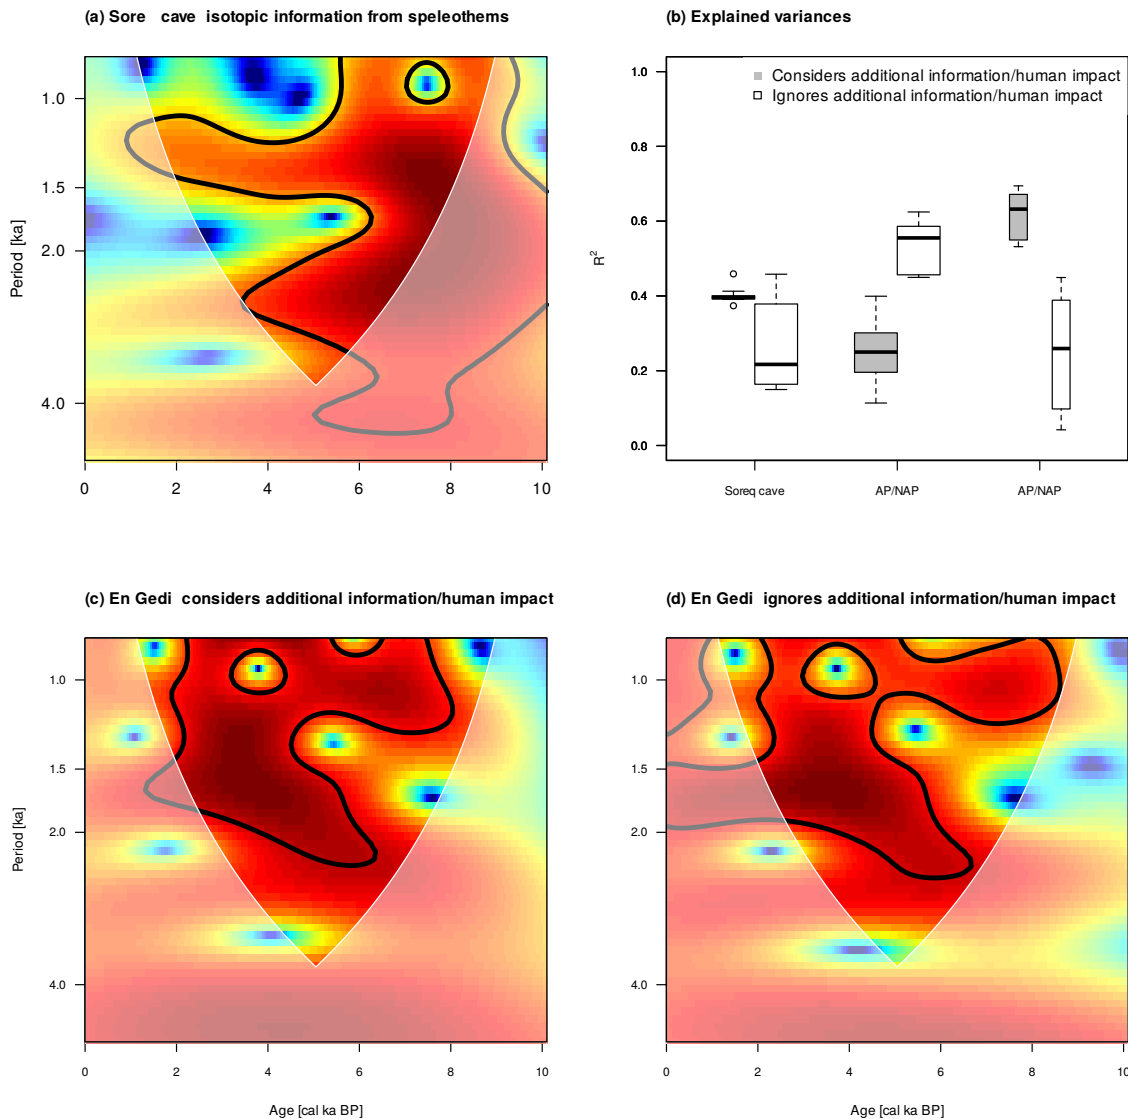 (a) Sore cave isotopic information from speleothems
Period [ka]
1.0
1.5
2.0
4.0
0 2 4 6 8 10
(b) Explained variances
R2
1.0
0.8
0.6
0.4
0.2
0.0
Considers additional information/human impact
Ignores additional information/human impact
Soreq cave AP/NAP AP/NAP
(c) En Gedi considers additional information/human impact
Period [ka]
1.0
1.5
2.0
4.0
0 2 4 6 8 10
Age [cal ka BP]
(d) En Gedi ignores additional information/human impact
1.0
1.5
2.0
4.0
0 2 4 6 8 10
Age [cal ka BP]